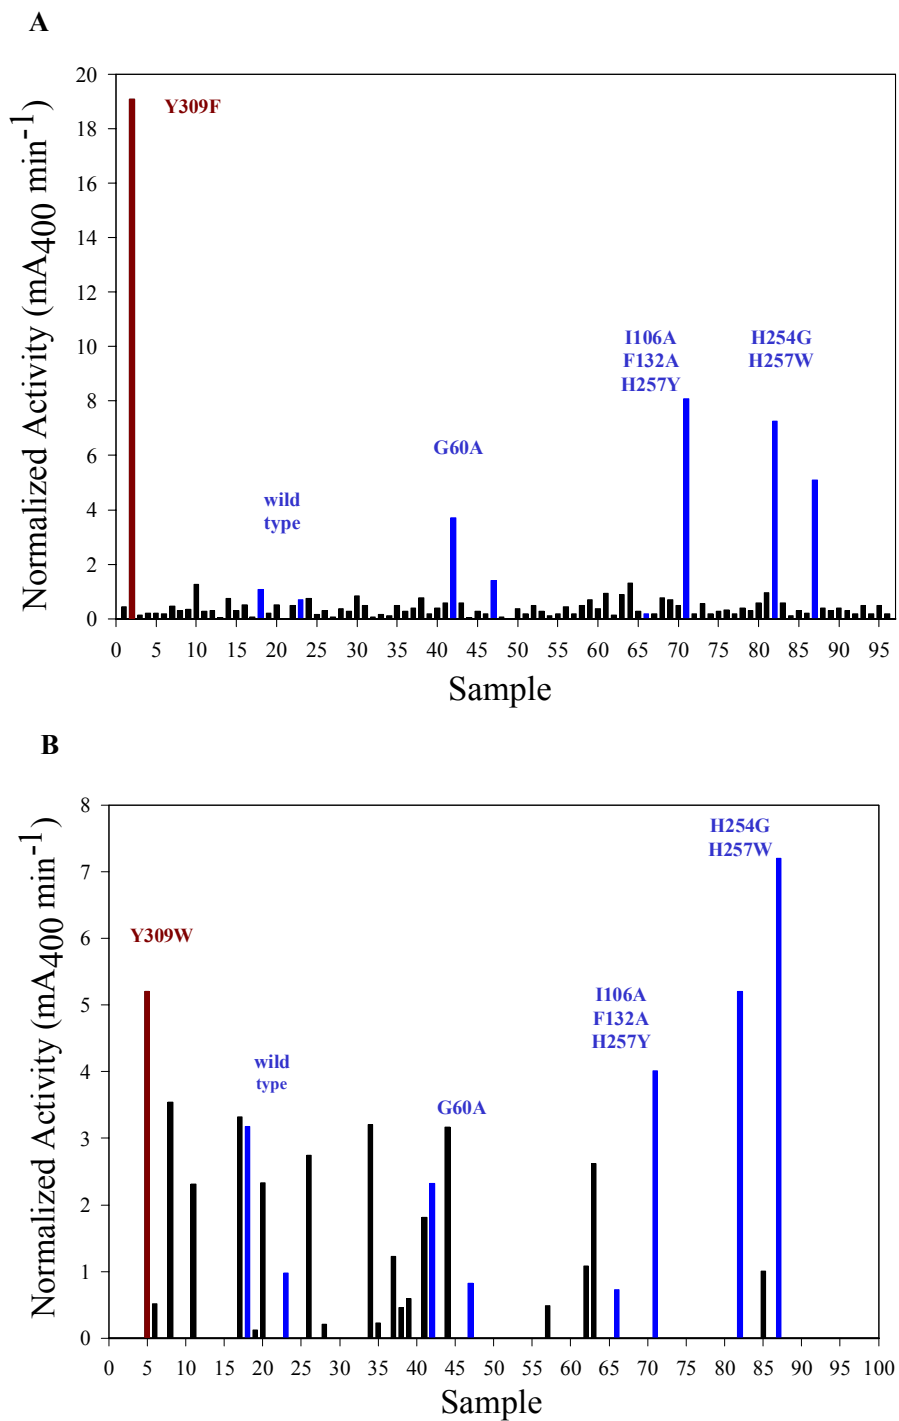 A
Normalized Activity (mA400 min-1)
20
18
16
14
12
10
8
6
4
2
0
Y309F
wild
type
G60A
I106A
F132A
H257Y
H254G
H257W
0 5 10 15 20 25 30 35 40 45 50 55 60 65 70 75 80 85 90 95
Sample
B
Normalized Activity (mA400 min-1)
8
7
6
5
4
3
2
1
0
Y309W
wild
type
G60A
I106A
F132A
H257Y
H254G
H257W
0 5 10 15 20 25 30 35 40 45 50 55 60 65 70 75 80 85 90 95 100
Sample